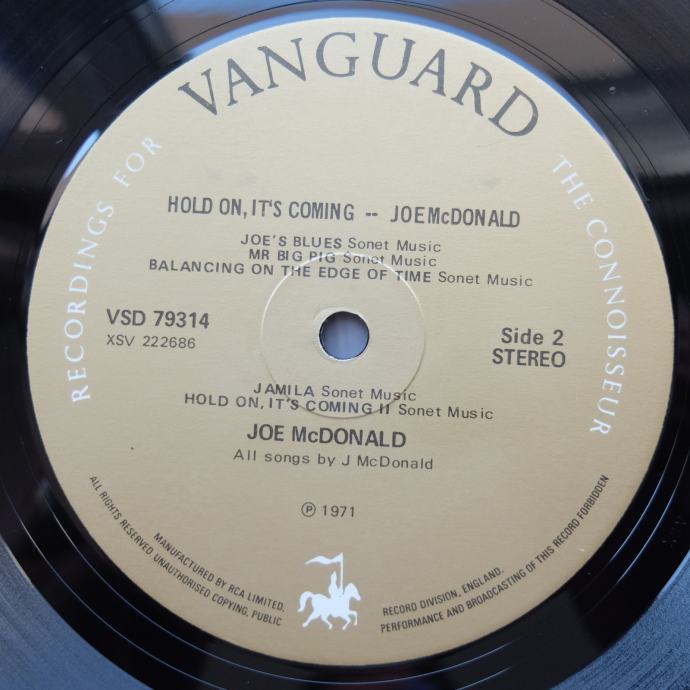 VANGUARD
RECORDINGS FOR THE CONNOISSEUR
HOLD ON, IT'S COMING -- JOE McDONALD
JOE'S BLUES Sonet Music
MR BIG PIG Sonet Music
BALANCING ON THE EDGE OF TIME Sonet Music
VSD 79314
XSV 222686
Side 2
STEREO
JAMILA Sonet Music
HOLD ON, IT'S COMING II Sonet Music
JOE McDONALD
All songs by J McDonald
℗ 1971
MANUFACTURED BY RCA LIMITED, RECORD DIVISION, ENGLAND.
ALL RIGHTS RESERVED. UNAUTHORISED COPYING, PUBLIC PERFORMANCE AND BROADCASTING OF THIS RECORD FORBIDDEN